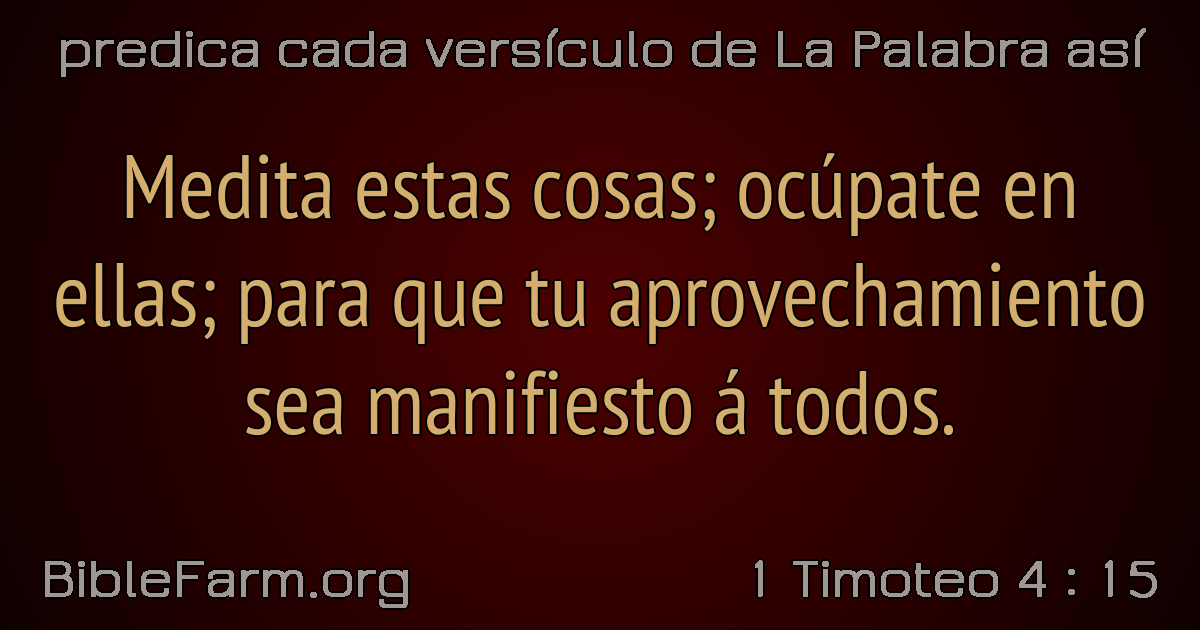 predica cada versículo de La Palabra así
Medita estas cosas; ocúpate en
ellas; para que tu aprovechamiento
sea manifiesto á todos.
BibleFarm.org
1 Timoteo 4 : 15